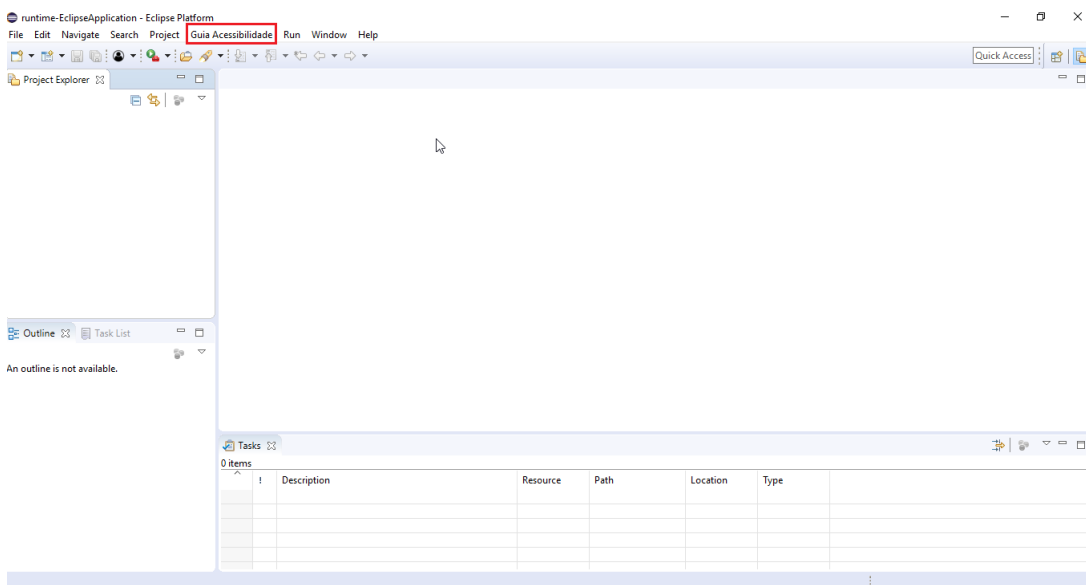 runtime-EclipseApplication - Eclipse Platform
File Edit Navigate Search Project Guia Acessibilidade Run Window Help
Quick Access
Project Explorer
Outline Task List
An outline is not available.
Tasks
0 items
! Description Resource Path Location Type